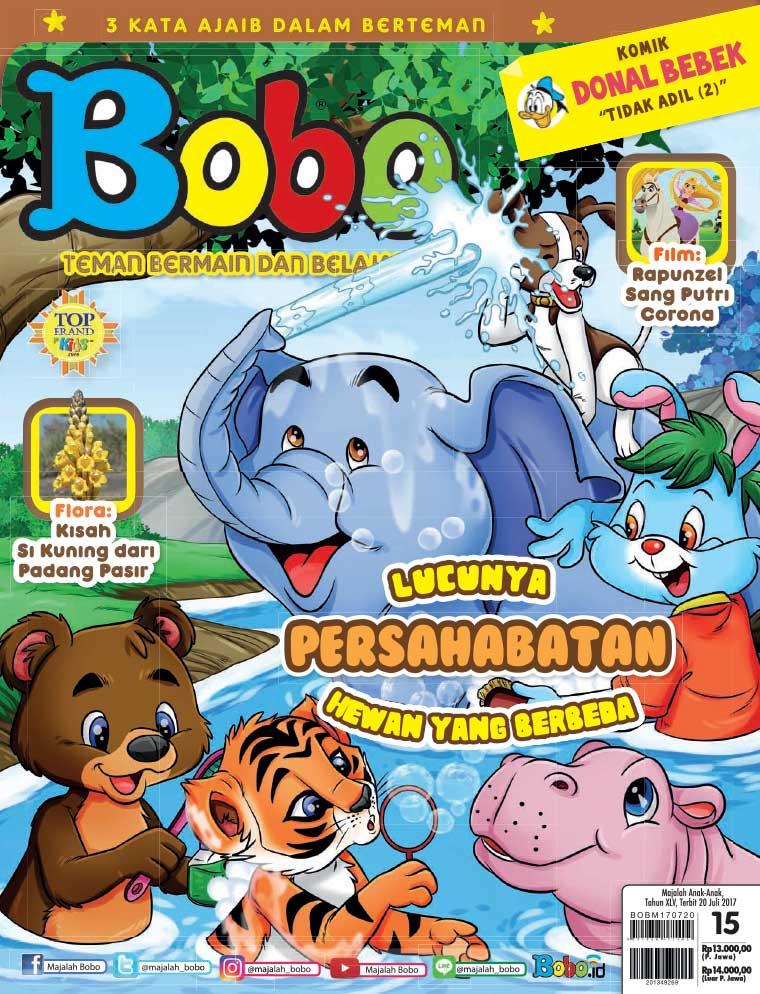 3 KATA AJAIB DALAM BERTEMAN
KOMIK
DONAL BEBEK
"TIDAK ADIL (2)"
Bobo
®
TEMAN BERMAIN DAN
Film:
Rapunzel
Sang Putri
Corona
TOP
BRAND
Kids
Flora:
Kisah
Si Kuning dari
Padang Pasir
LUCUNYA
PERSAHABATAN
HEWAN YANG BERBEDA
Majalah Anak-Anak,
Tahun XLV, Terbit 20 Juli 2017
BOBM170720
15
Rp13.000,00
(P. Jawa)
Rp14.000,00
(Luar P. Jawa)
201349269
Majalah Bobo
@majalah_bobo
@majalah_bobo
Majalah Bobo
LINE
@majalah_bobo
Bobo.id